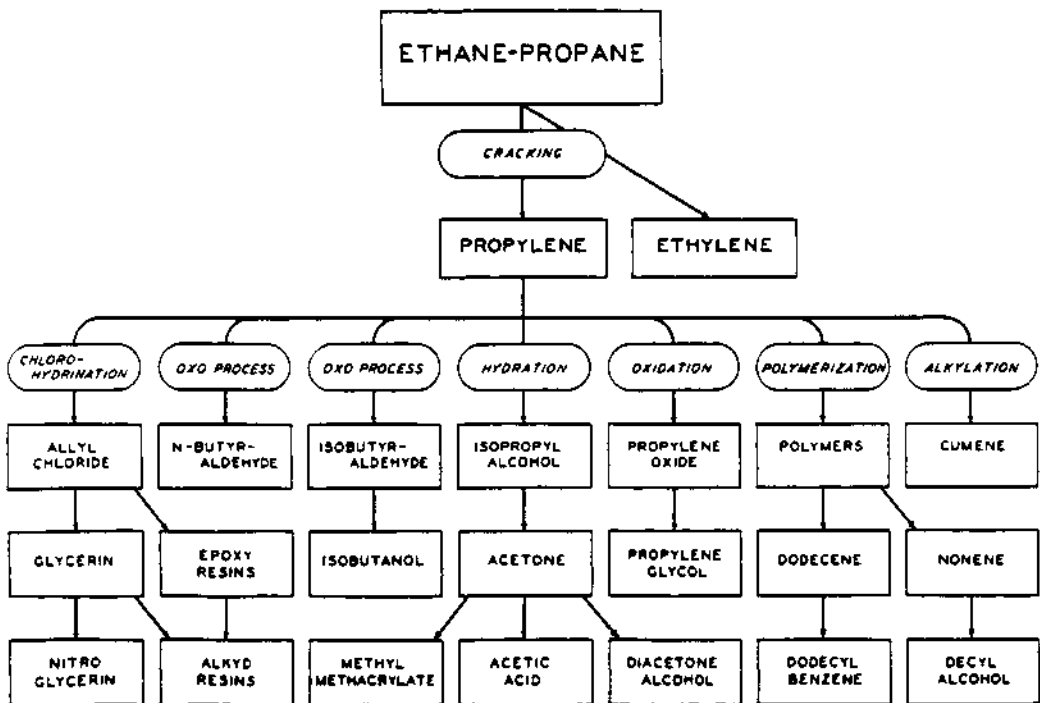 ETHANE-PROPANE
CRACKING
PROPYLENE
ETHYLENE
CHLORO-
HYDRINATION
OXO PROCESS
OXO PROCESS
HYDRATION
OXIDATION
POLYMERIZATION
ALKYLATION
ALLYL
CHLORIDE
N-BUTYR-
ALDEHYDE
ISOBUTYR-
ALDEHYDE
ISOPROPYL
ALCOHOL
PROPYLENE
OXIDE
POLYMERS
CUMENE
GLYCERIN
EPOXY
RESINS
ISOBUTANOL
ACETONE
PROPYLENE
GLYCOL
DODECENE
NONENE
NITRO
GLYCERIN
ALKYD
RESINS
METHYL
METHACRYLATE
ACETIC
ACID
DIACETONE
ALCOHOL
DODECYL
BENZENE
DECYL
ALCOHOL